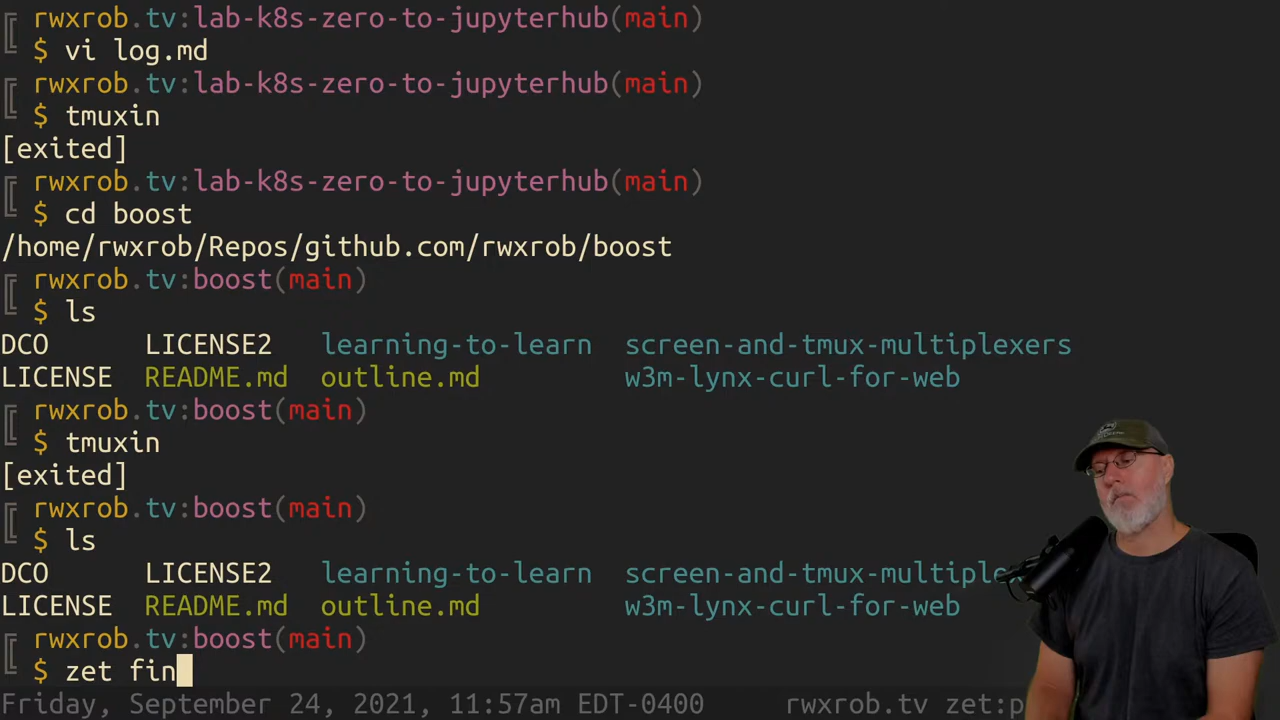 rwxrob.tv:lab-k8s-zero-to-jupyterhub(main)
$ vi log.md
rwxrob.tv:lab-k8s-zero-to-jupyterhub(main)
$ tmuxin
[exited]
rwxrob.tv:lab-k8s-zero-to-jupyterhub(main)
$ cd boost
/home/rwxrob/Repos/github.com/rwxrob/boost
rwxrob.tv:boost(main)
$ ls
DCO LICENSE2 learning-to-learn screen-and-tmux-multiplexers
LICENSE README.md outline.md w3m-lynx-curl-for-web
rwxrob.tv:boost(main)
$ tmuxin
[exited]
rwxrob.tv:boost(main)
$ ls
DCO LICENSE2 learning-to-learn screen-and-tmux-multiple
LICENSE README.md outline.md w3m-lynx-curl-for-web
rwxrob.tv:boost(main)
$ zet fin
Friday, September 24, 2021, 11:57am EDT-0400 rwxrob.tv zet:p